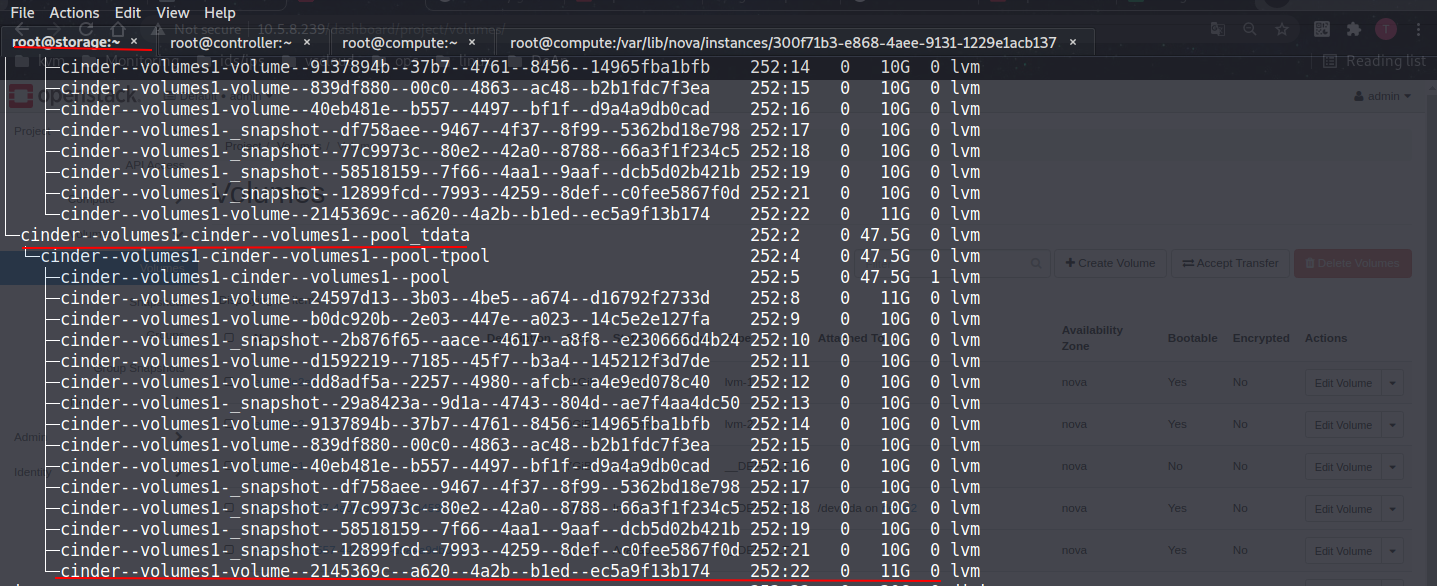 File Actions Edit View Help
Not secure 10.5.8.239/dashboard/project/volumes/
root@storage:~ × root@controller:~ × root@compute:~ × root@compute:/var/lib/nova/instances/300f71b3-e868-4aee-9131-1229e1acb137 ×
Reading list
├─cinder--volumes1-volume--9137894b--37b7--4761--8456--14965fba1bfb 252:14 0 10G 0 lvm
├─cinder--volumes1-volume--839df880--00c0--4863--ac48--b2b1fdc7f3ea 252:15 0 10G 0 lvm
openstack. admin
├─cinder--volumes1-volume--40eb481e--b557--4497--bf1f--d9a4a9db0cad 252:16 0 10G 0 lvm
├─cinder--volumes1-_snapshot--df758aee--9467--4f37--8f99--5362bd18e798 252:17 0 10G 0 lvm
├─cinder--volumes1-_snapshot--77c9973c--80e2--42a0--8788--66a3f1f234c5 252:18 0 10G 0 lvm
├─cinder--volumes1-_snapshot--58518159--7f66--4aa1--9aaf--dcb5d02b421b 252:19 0 10G 0 lvm
├─cinder--volumes1-_snapshot--12899fcd--7993--4259--8def--c0fee5867f0d 252:21 0 10G 0 lvm
Volumes
└─cinder--volumes1-volume--2145369c--a620--4a2b--b1ed--ec5a9f13b174 252:22 0 11G 0 lvm
└─cinder--volumes1-cinder--volumes1--pool_tdata 252:2 0 47.5G 0 lvm
└─cinder--volumes1-cinder--volumes1--pool-tpool 252:4 0 47.5G 0 lvm
Create Volume Accept Transfer Delete Volumes
├─cinder--volumes1-cinder--volumes1--pool 252:5 0 47.5G 1 lvm
├─cinder--volumes1-volume--24597d13--3b03--4be5--a674--d16792f2733d 252:8 0 11G 0 lvm
├─cinder--volumes1-volume--b0dc920b--2e03--447e--a023--14c5e2e127fa 252:9 0 10G 0 lvm
├─cinder--volumes1-_snapshot--2b876f65--aace--4617--a8f8--e230666d4b24 252:10 0 10G 0 lvm
Availability Zone Bootable Encrypted Actions
├─cinder--volumes1-volume--d1592219--7185--45f7--b3a4--145212f3d7de 252:11 0 10G 0 lvm
├─cinder--volumes1-volume--dd8adf5a--2257--4980--afcb--a4e9ed078c40 252:12 0 10G 0 lvm
nova Yes No Edit Volume
├─cinder--volumes1-_snapshot--29a8423a--9d1a--4743--804d--ae7f4aa4dc50 252:13 0 10G 0 lvm
├─cinder--volumes1-volume--9137894b--37b7--4761--8456--14965fba1bfb 252:14 0 10G 0 lvm
nova Yes No Edit Volume
├─cinder--volumes1-volume--839df880--00c0--4863--ac48--b2b1fdc7f3ea 252:15 0 10G 0 lvm
├─cinder--volumes1-volume--40eb481e--b557--4497--bf1f--d9a4a9db0cad 252:16 0 10G 0 lvm
nova No No Edit Volume
├─cinder--volumes1-_snapshot--df758aee--9467--4f37--8f99--5362bd18e798 252:17 0 10G 0 lvm
├─cinder--volumes1-_snapshot--77c9973c--80e2--42a0--8788--66a3f1f234c5 252:18 0 10G 0 lvm
nova Yes No Edit Volume
├─cinder--volumes1-_snapshot--58518159--7f66--4aa1--9aaf--dcb5d02b421b 252:19 0 10G 0 lvm
├─cinder--volumes1-_snapshot--12899fcd--7993--4259--8def--c0fee5867f0d 252:21 0 10G 0 lvm
nova Yes No Edit Volume
└─cinder--volumes1-volume--2145369c--a620--4a2b--b1ed--ec5a9f13b174 252:22 0 11G 0 lvm